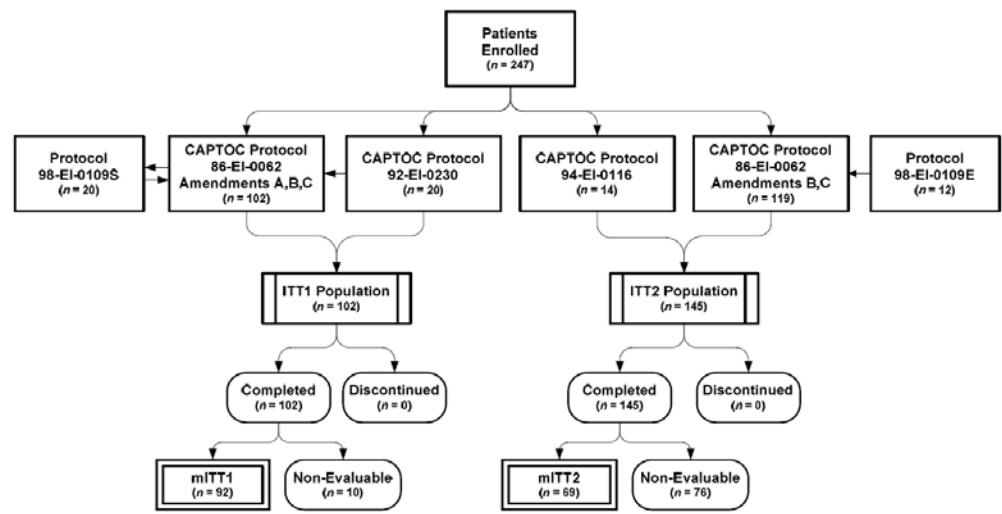 Patients
Enrolled
(n = 247)
Protocol
98-EI-0109S
(n = 20)
CAPTOC Protocol
86-EI-0062
Amendments A,B,C
(n = 102)
CAPTOC Protocol
92-EI-0230
(n = 20)
CAPTOC Protocol
94-EI-0116
(n = 14)
CAPTOC Protocol
86-EI-0062
Amendments B,C
(n = 119)
Protocol
98-EI-0109E
(n = 12)
ITT1 Population
(n = 102)
ITT2 Population
(n = 145)
Completed
(n = 102)
Discontinued
(n = 0)
Completed
(n = 145)
Discontinued
(n = 0)
mITT1
(n = 92)
Non-Evaluable
(n = 10)
mITT2
(n = 69)
Non-Evaluable
(n = 76)